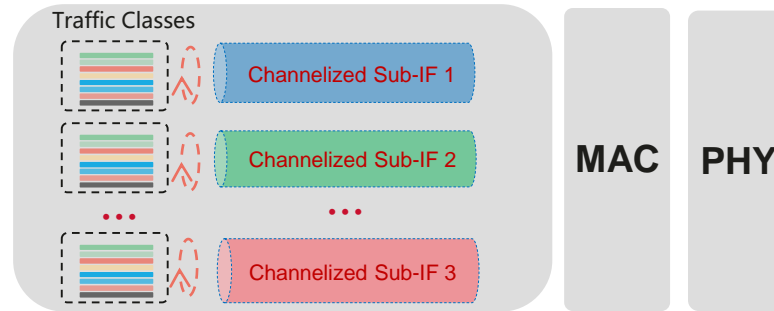 Traffic Classes
Channelized Sub-IF 1
Channelized Sub-IF 2
... ...
Channelized Sub-IF 3
MAC
PHY